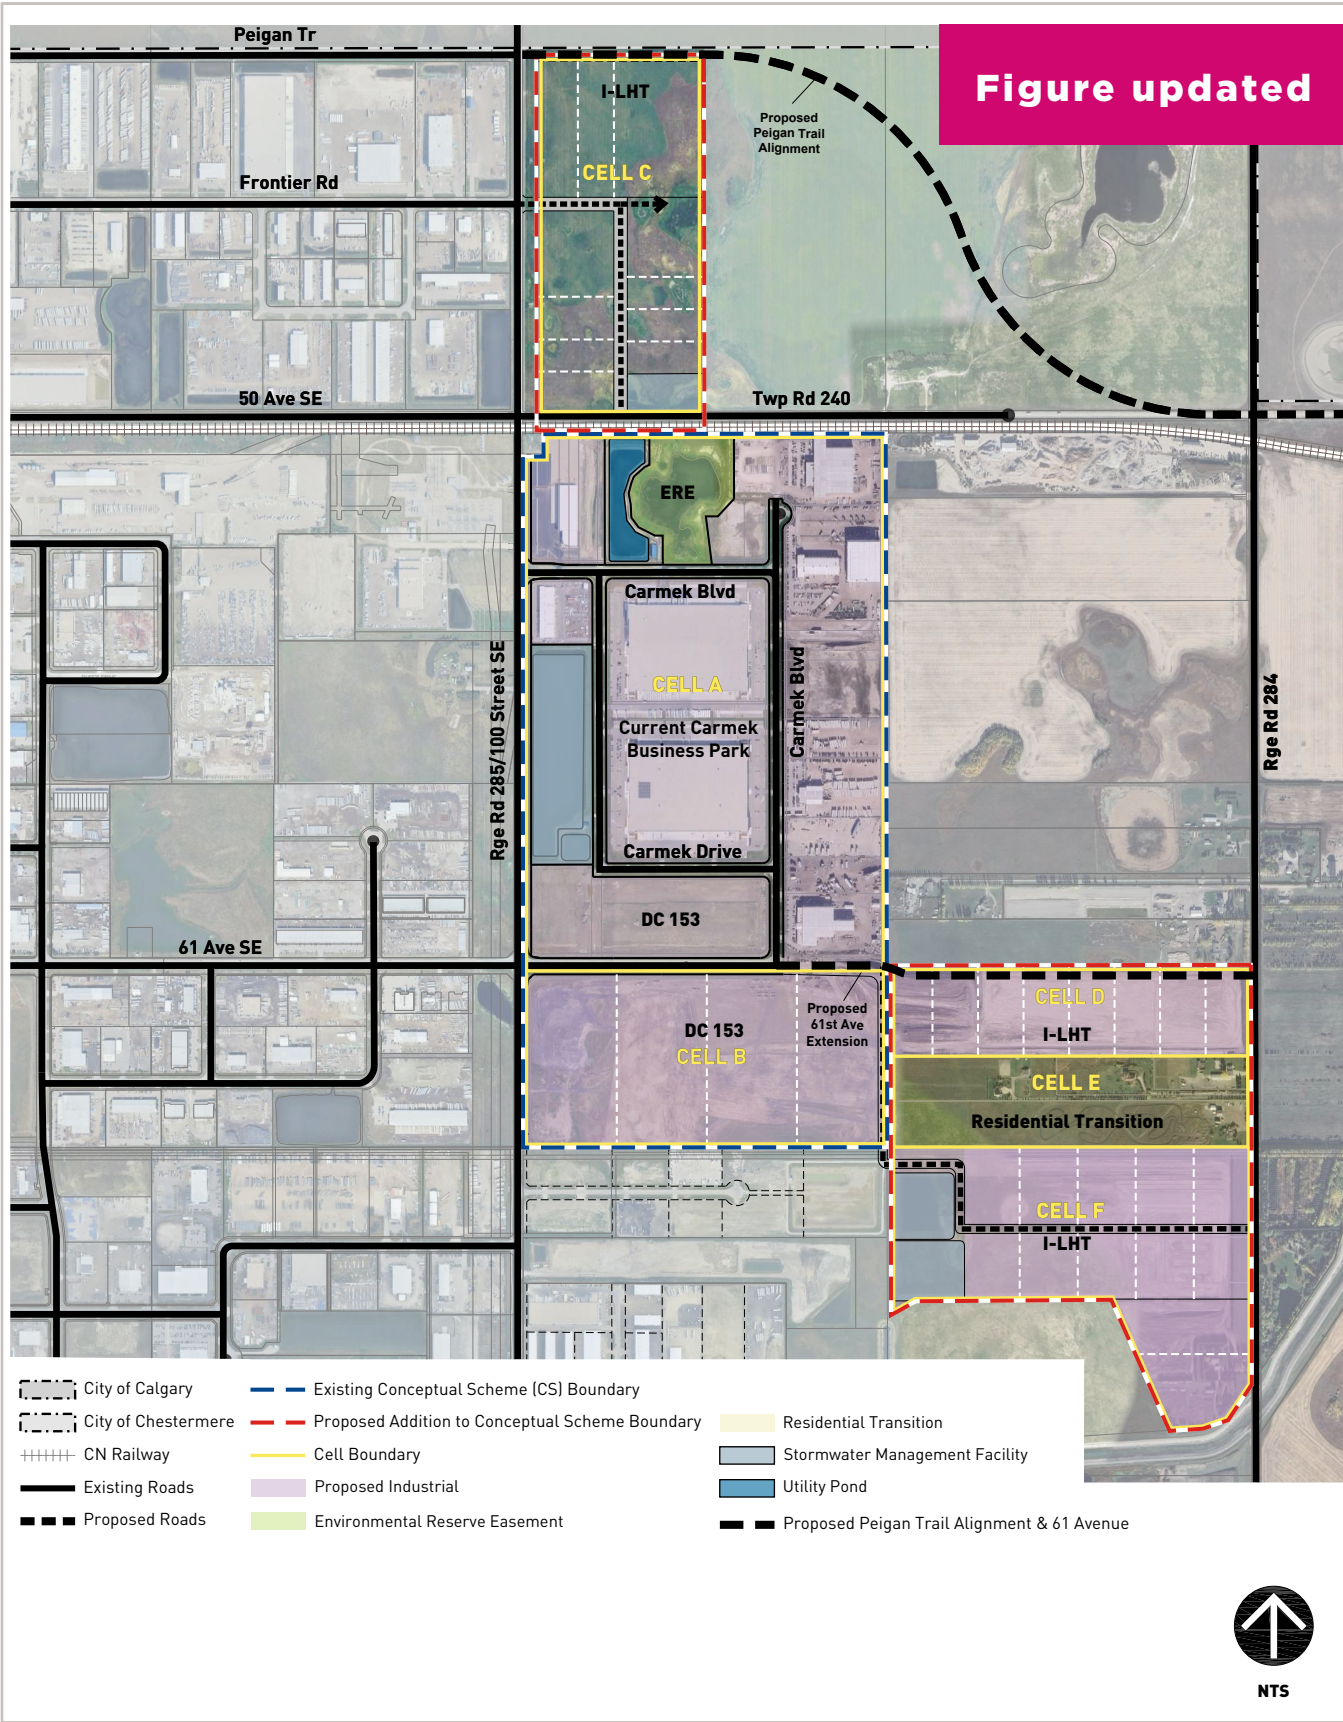 Peigan Tr
Figure updated
I-LHT
Proposed
Peigan Trail
Alignment
CELL C
Frontier Rd
50 Ave SE
Twp Rd 240
ERE
Carmek Blvd
Rge Rd 285/100 Street SE
CELL A
Carmek Blvd
Current Carmek
Business Park
Rge Rd 284
Carmek Drive
DC 153
61 Ave SE
CELL D
Proposed
61st Ave
Extension
DC 153
CELL B
I-LHT
CELL E
Residential Transition
CELL F
I-LHT
City of Calgary
City of Chestermere
CN Railway
Existing Roads
Proposed Roads
Existing Conceptual Scheme (CS) Boundary
Proposed Addition to Conceptual Scheme Boundary
Cell Boundary
Proposed Industrial
Environmental Reserve Easement
Residential Transition
Stormwater Management Facility
Utility Pond
Proposed Peigan Trail Alignment & 61 Avenue
NTS